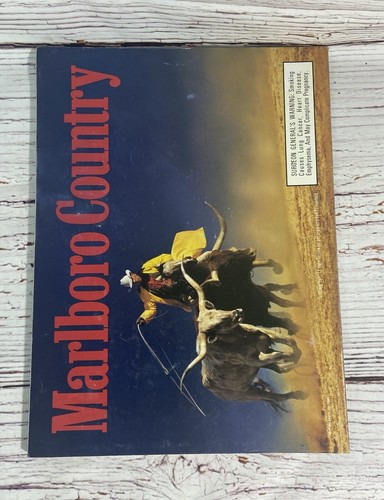 Marlboro Country
SURGEON GENERAL'S WARNING: Smoking
Causes Lung Cancer, Heart Disease,
Emphysema, And May Complicate Pregnancy.